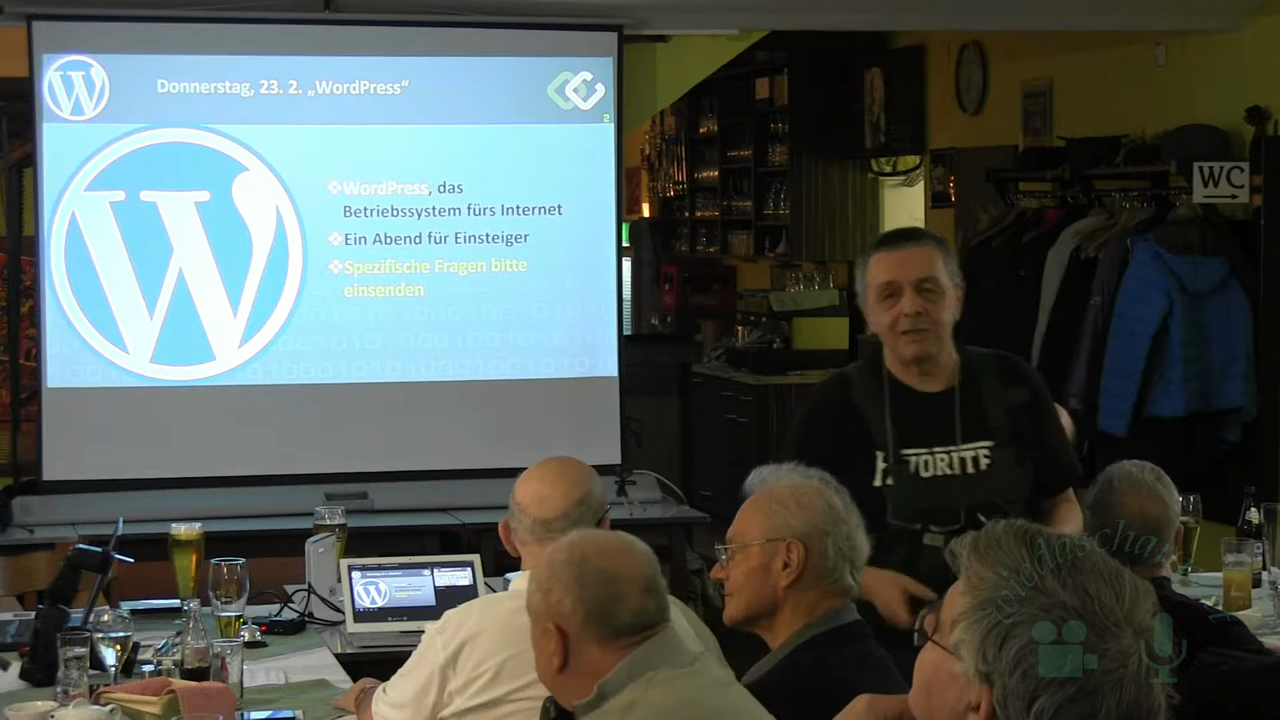 Donnerstag, 23. 2. „WordPress“
2
❖WordPress, das
Betriebssystem fürs Internet
❖Ein Abend für Einsteiger
❖Spezifische Fragen bitte
einsenden
WC